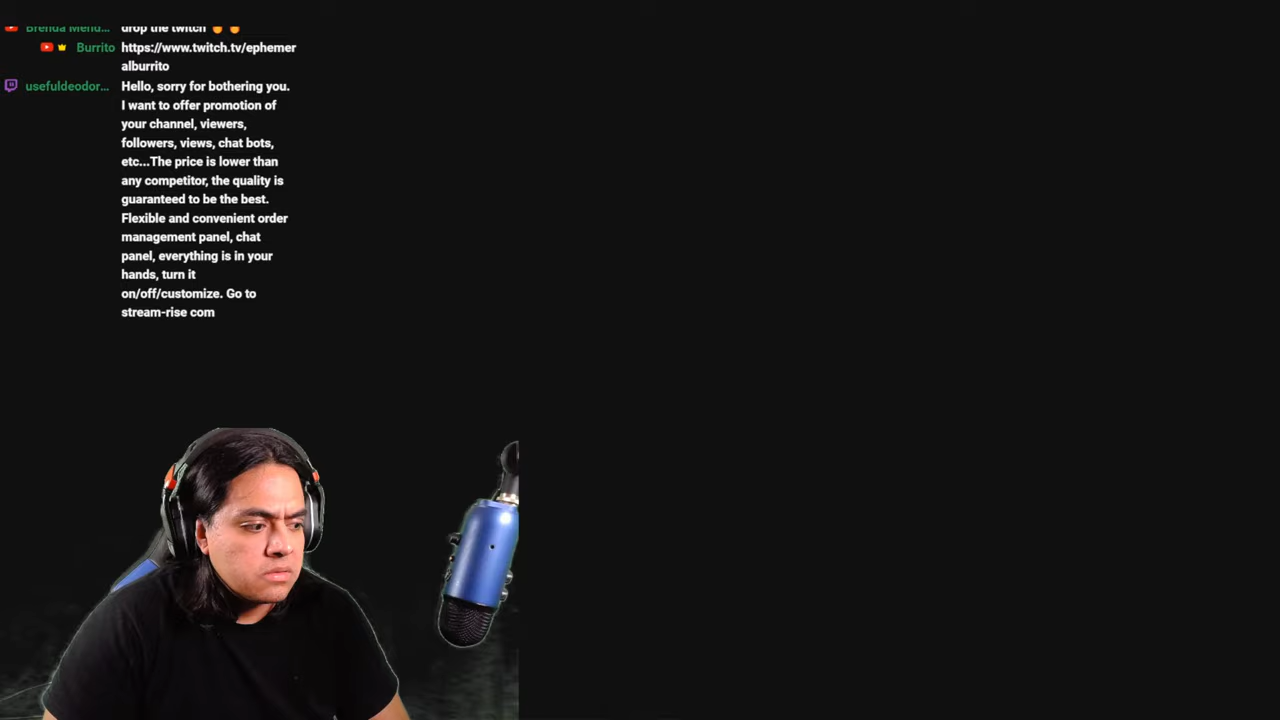 Brenda Mend... drop the twitch
Burrito https://www.twitch.tv/ephemer
alburrito
usefuldeodor... Hello, sorry for bothering you.
I want to offer promotion of
your channel, viewers,
followers, views, chat bots,
etc...The price is lower than
any competitor, the quality is
guaranteed to be the best.
Flexible and convenient order
management panel, chat
panel, everything is in your
hands, turn it
on/off/customize. Go to
stream-rise com